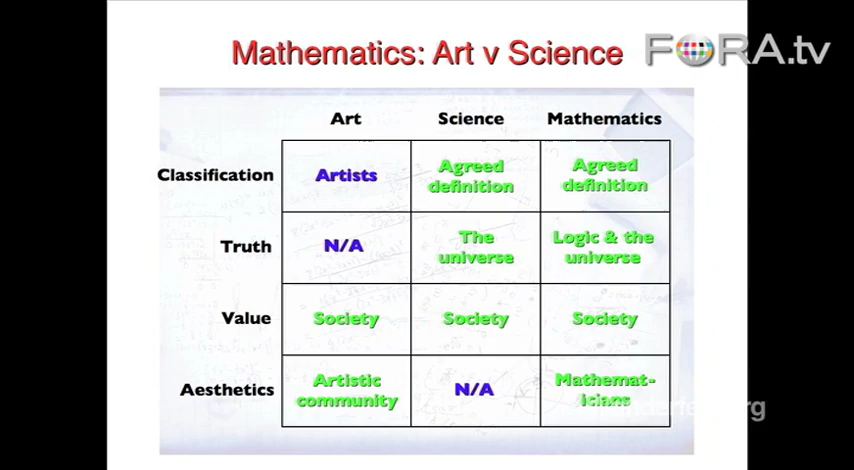 Mathematics: Art v Science
FORA.tv
Art Science Mathematics
Classification Artists Agreed definition Agreed definition
Truth N/A The universe Logic & the universe
Value Society Society Society
Aesthetics Artistic community N/A Mathemat-icians